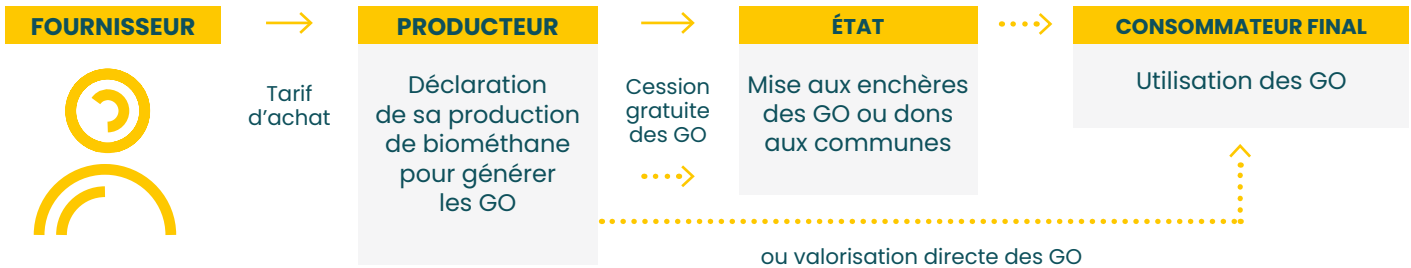 FOURNISSEUR
Tarif
d’achat
PRODUCTEUR
Déclaration
de sa production
de biométhane
pour générer
les GO
Cession
gratuite
des GO
ÉTAT
Mise aux enchères
des GO ou dons
aux communes
CONSOMMATEUR FINAL
Utilisation des GO
ou valorisation directe des GO